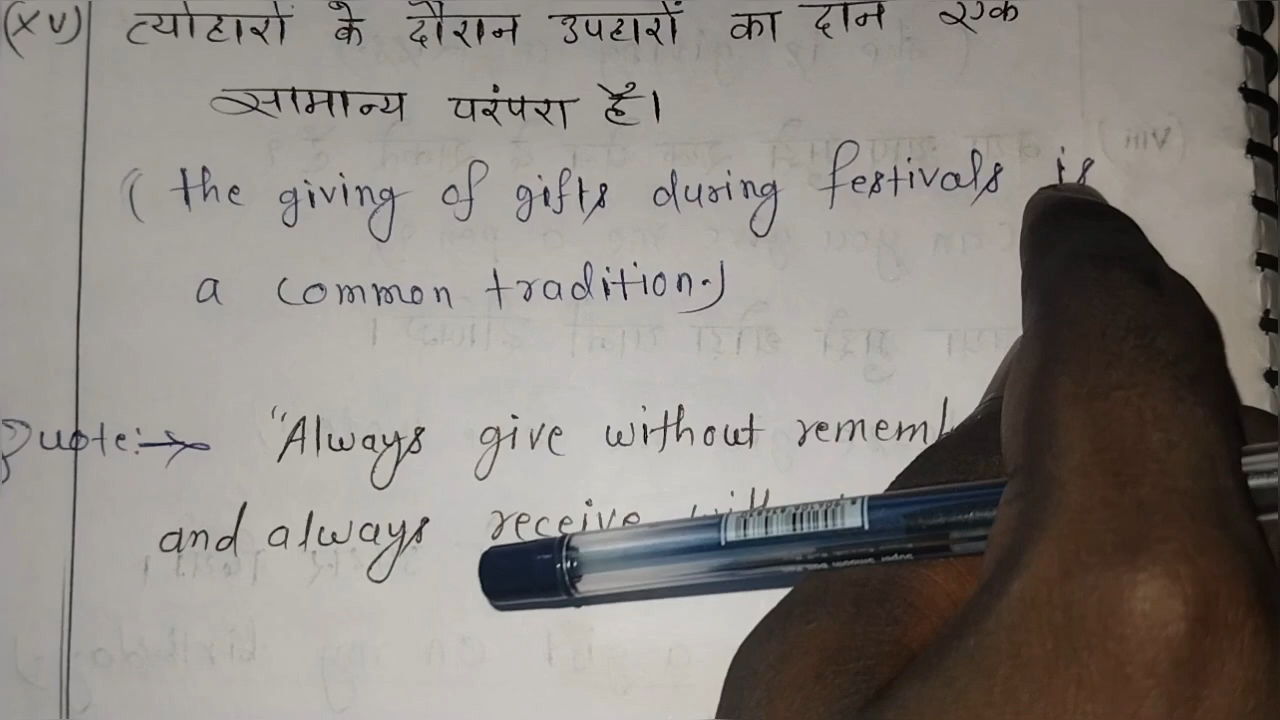 (XV) त्योहारों के दौरान उपहारों का दान एक
सामान्य परंपरा है।
( the giving of gifts during festivals is
a common tradition.)
Quote:→ "Always give without
and always receive